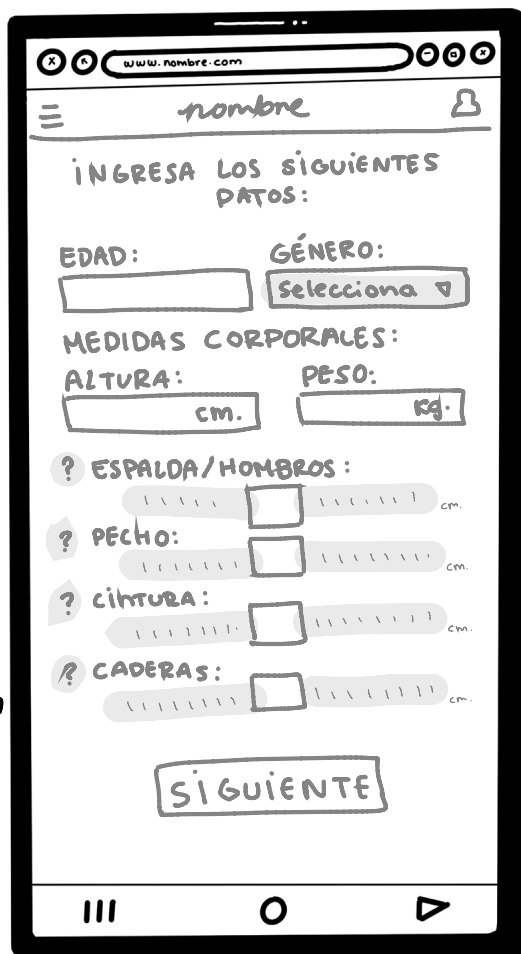 www.nombre.com
nombre
INGRESA LOS SIGUIENTES
DATOS:
EDAD: GÉNERO:
Selecciona
MEDIDAS CORPORALES:
ALTURA: PESO:
cm. Kg.
? ESPALDA/HOMBROS:
cm.
? PECHO:
cm.
? CINTURA:
cm.
? CADERAS:
cm.
SIGUIENTE